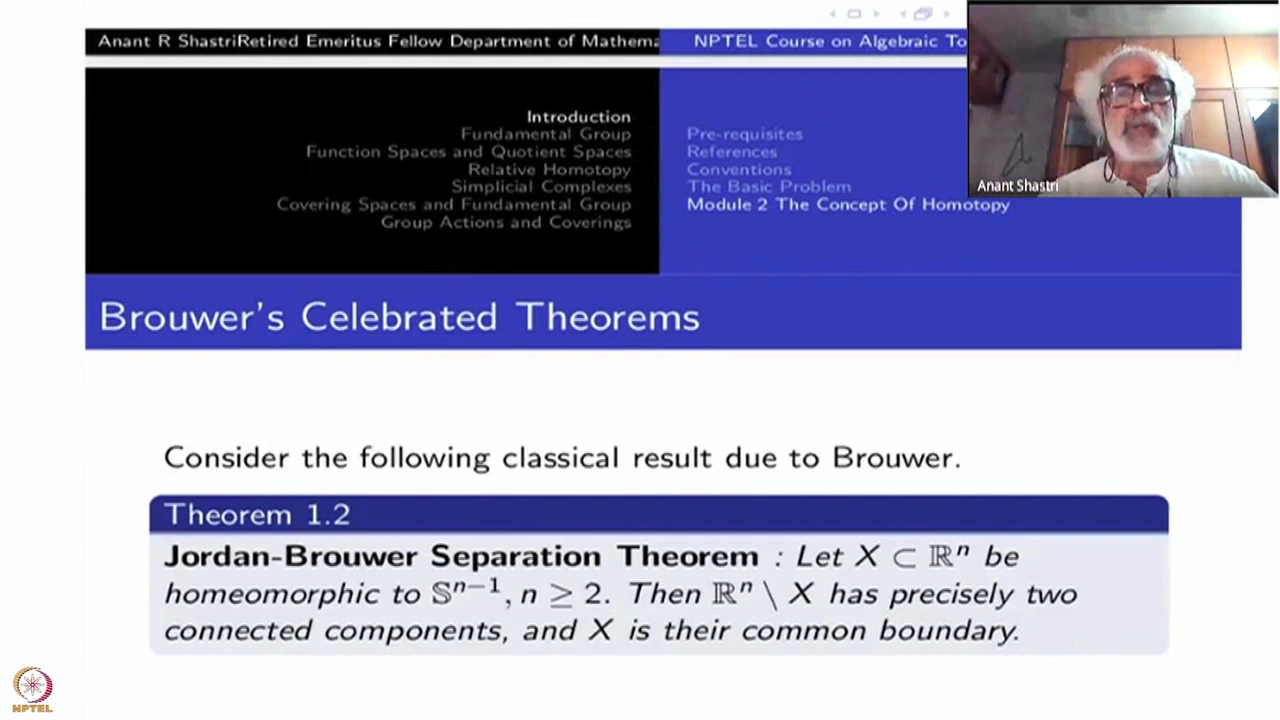 Anant R ShastriRetired Emeritus Fellow Department of Mathema
NPTEL Course on Algebraic To
Introduction
Fundamental Group
Function Spaces and Quotient Spaces
Relative Homotopy
Simplicial Complexes
Covering Spaces and Fundamental Group
Group Actions and Coverings
Pre-requisites
References
Conventions
The Basic Problem
Module 2 The Concept Of Homotopy
Anant Shastri
Brouwer's Celebrated Theorems
Consider the following classical result due to Brouwer.
Theorem 1.2
Jordan-Brouwer Separation Theorem : Let X ⊂ ℝⁿ be
homeomorphic to 𝕊ⁿ⁻¹, n ≥ 2. Then ℝⁿ \ X has precisely two
connected components, and X is their common boundary.
NPTEL